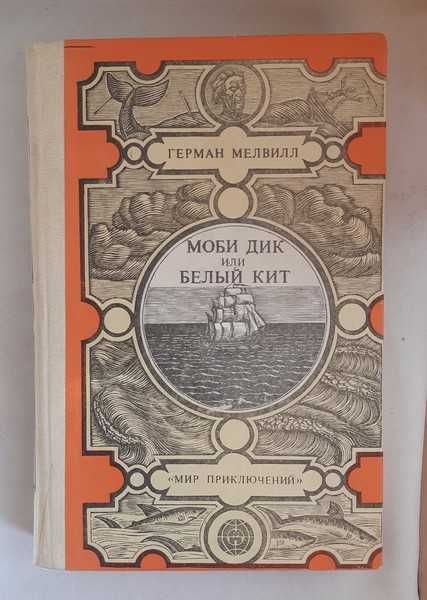 ГЕРМАН МЕЛВИЛЛ
МОБИ ДИК
ИЛИ
БЕЛЫЙ КИТ
«МИР ПРИКЛЮЧЕНИЙ»